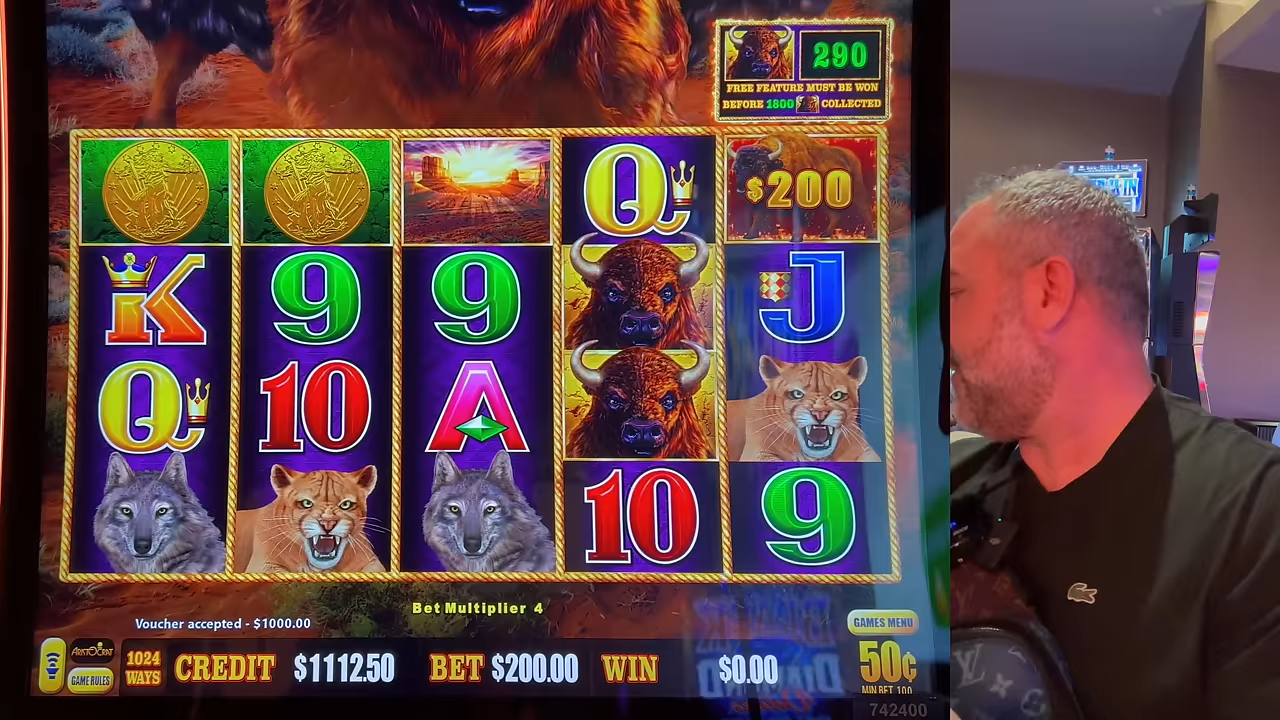 290
FREE FEATURE MUST BE WON
BEFORE 1800 COLLECTED
Q
$200
K
9
9
J
Q
10
A
10
9
Bet Multiplier 4
Voucher accepted - $1000.00
GAMES MENU
ARISTOCRAT
GAME RULES
1024
WAYS
CREDIT $1112.50
BET $200.00
WIN $0.00
50¢
MIN BET 100
742400